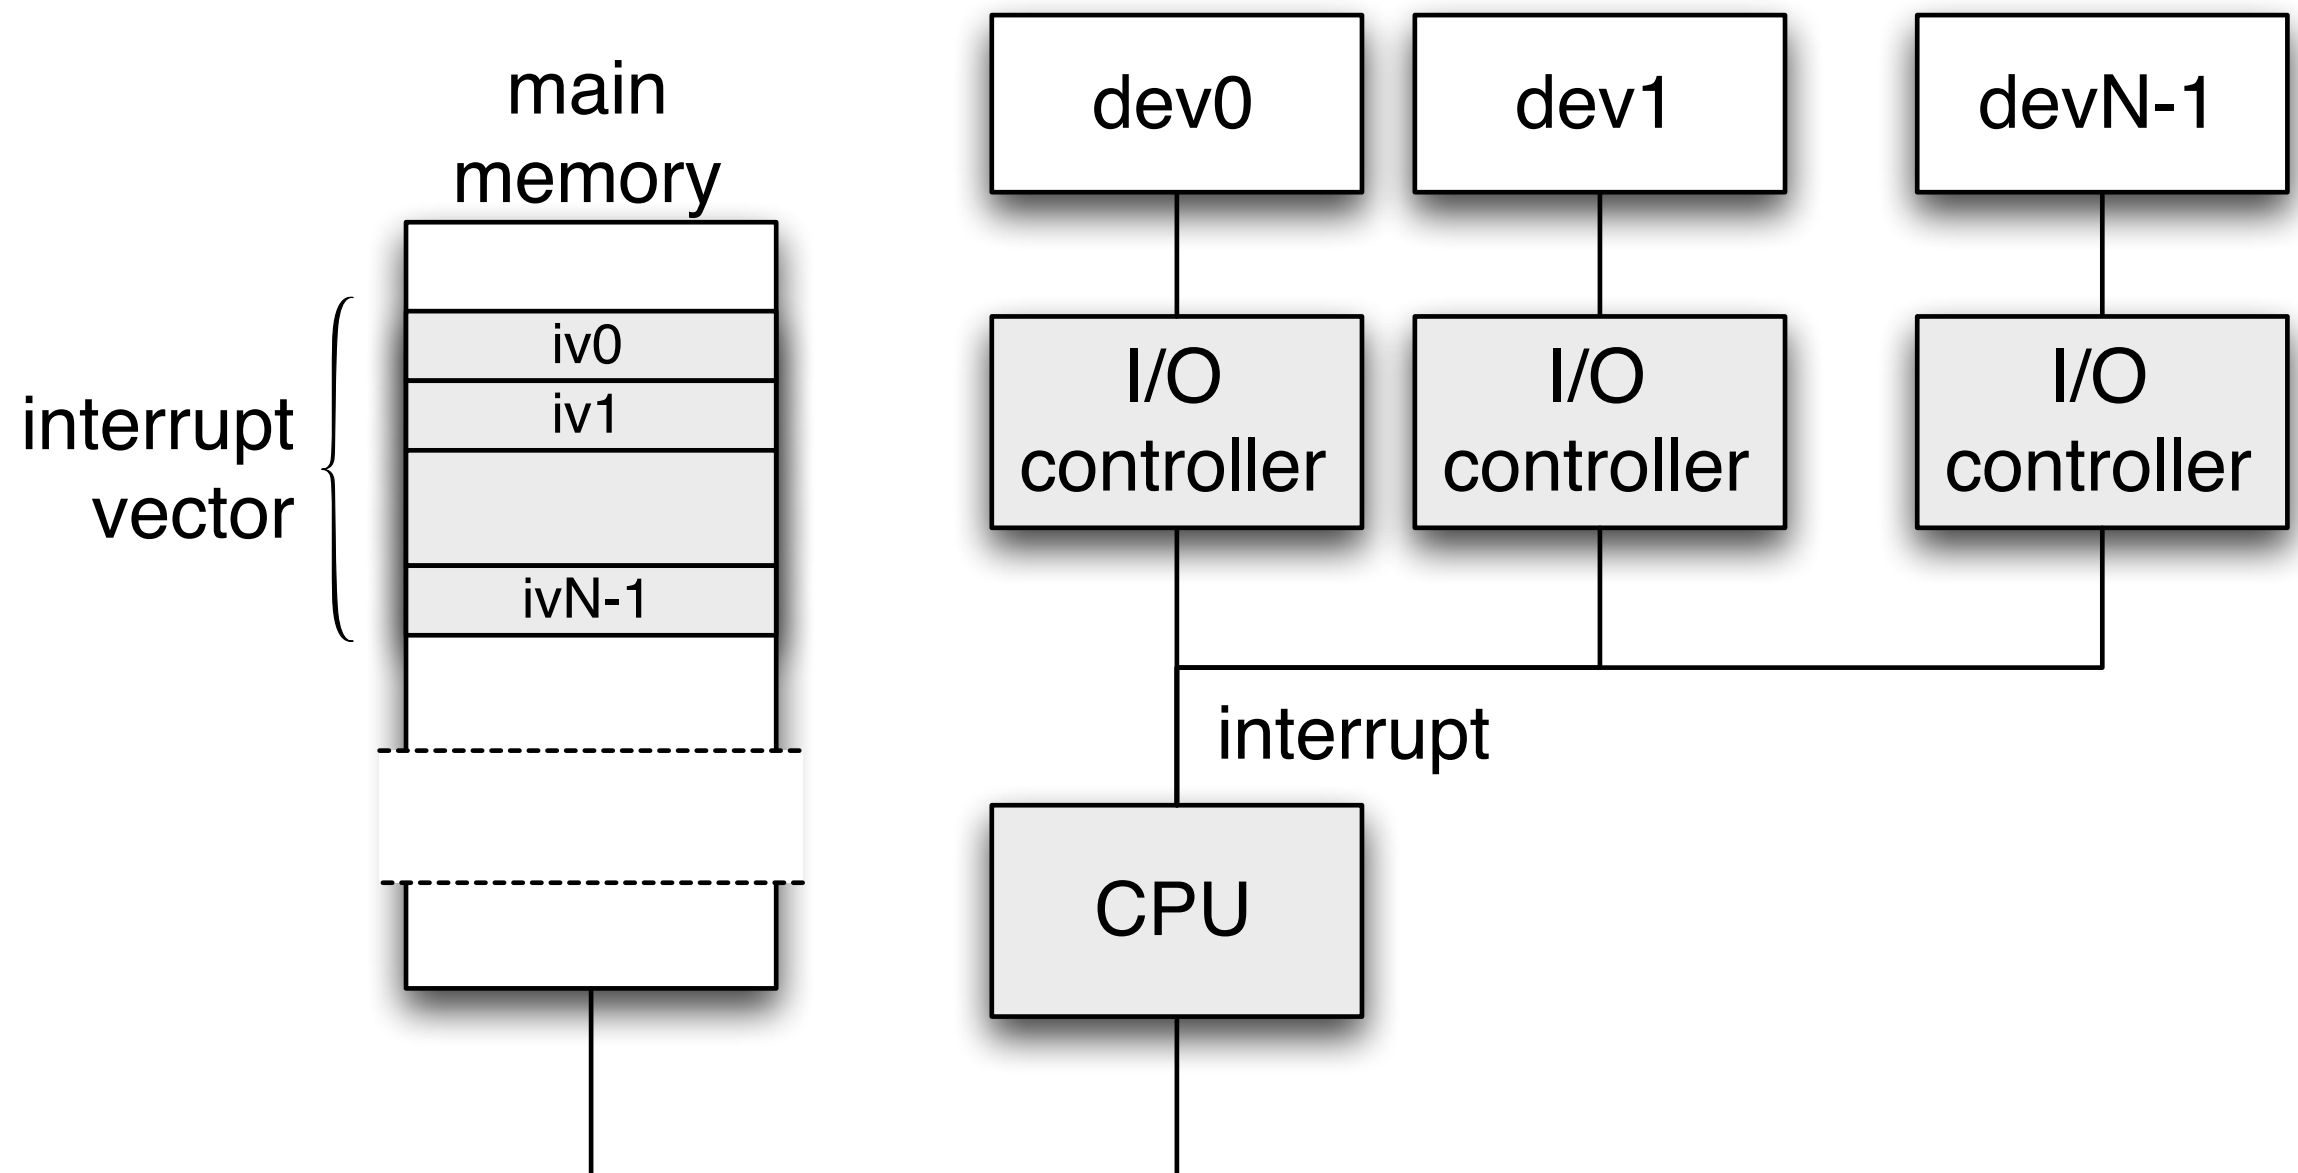 main
memory
interrupt
vector
iv0
iv1
ivN-1
dev0
dev1
devN-1
I/O
controller
I/O
controller
I/O
controller
interrupt
CPU